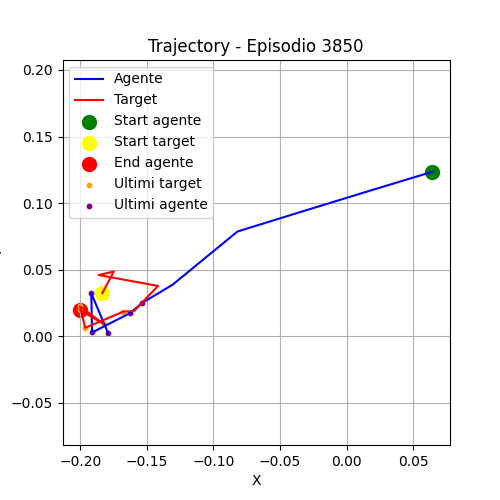 Trajectory - Episodio 3850
0.20
0.15
0.10
0.05
0.00
−0.05
Agente
Target
Start agente
Start target
End agente
Ultimi target
Ultimi agente
−0.20
−0.15
−0.10
−0.05
0.00
0.05
X